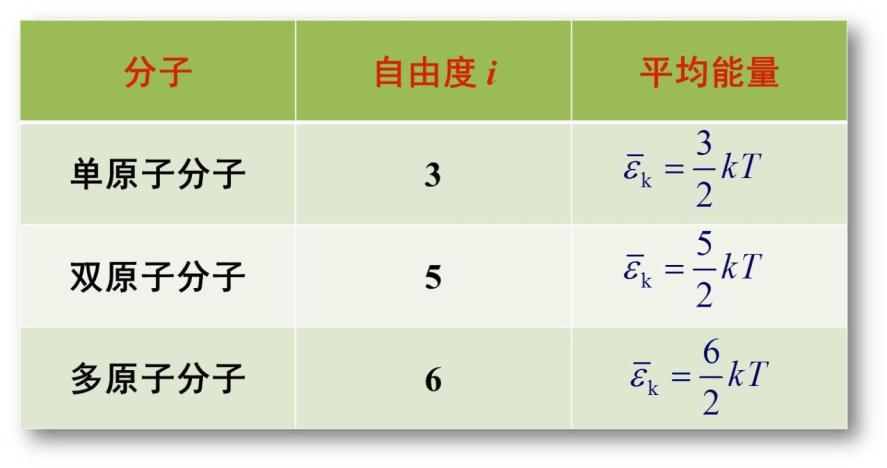 分子 自由度 i 平均能量
单原子分子 3 ε̄k = 3/2 kT
双原子分子 5 ε̄k = 5/2 kT
多原子分子 6 ε̄k = 6/2 kT